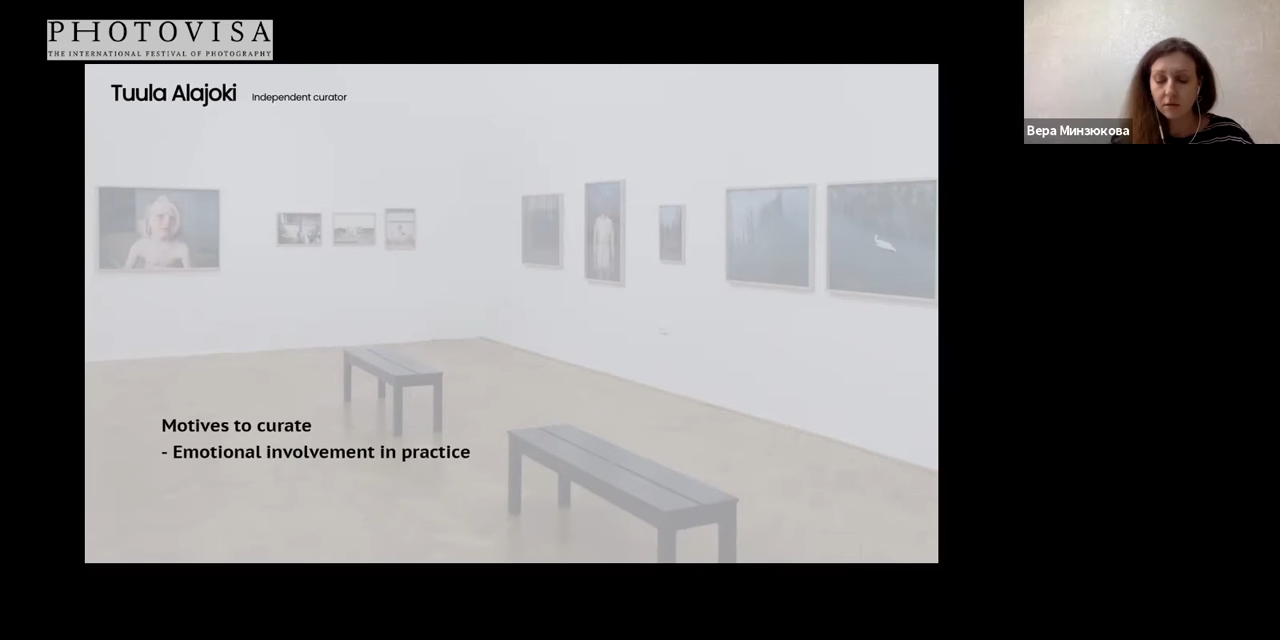 PHOTOVISA
THE INTERNATIONAL FESTIVAL OF PHOTOGRAPHY
Tuula Alajoki Independent curator
Вера Минзюкова
Motives to curate
- Emotional involvement in practice